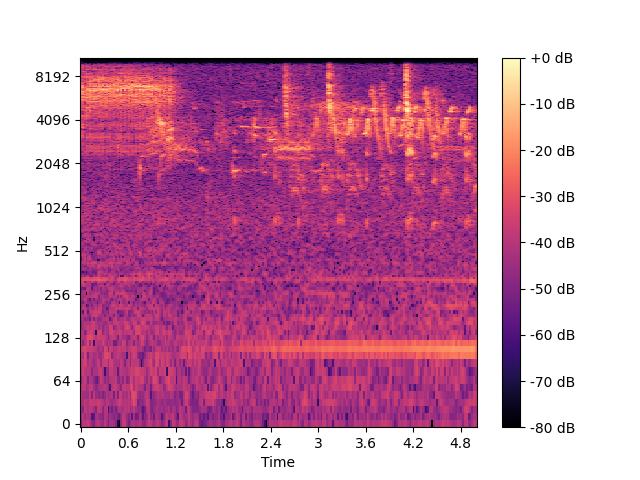 8192
4096
2048
1024
512
256
128
64
0
Hz
0 0.6 1.2 1.8 2.4 3 3.6 4.2 4.8
Time
+0 dB
-10 dB
-20 dB
-30 dB
-40 dB
-50 dB
-60 dB
-70 dB
-80 dB